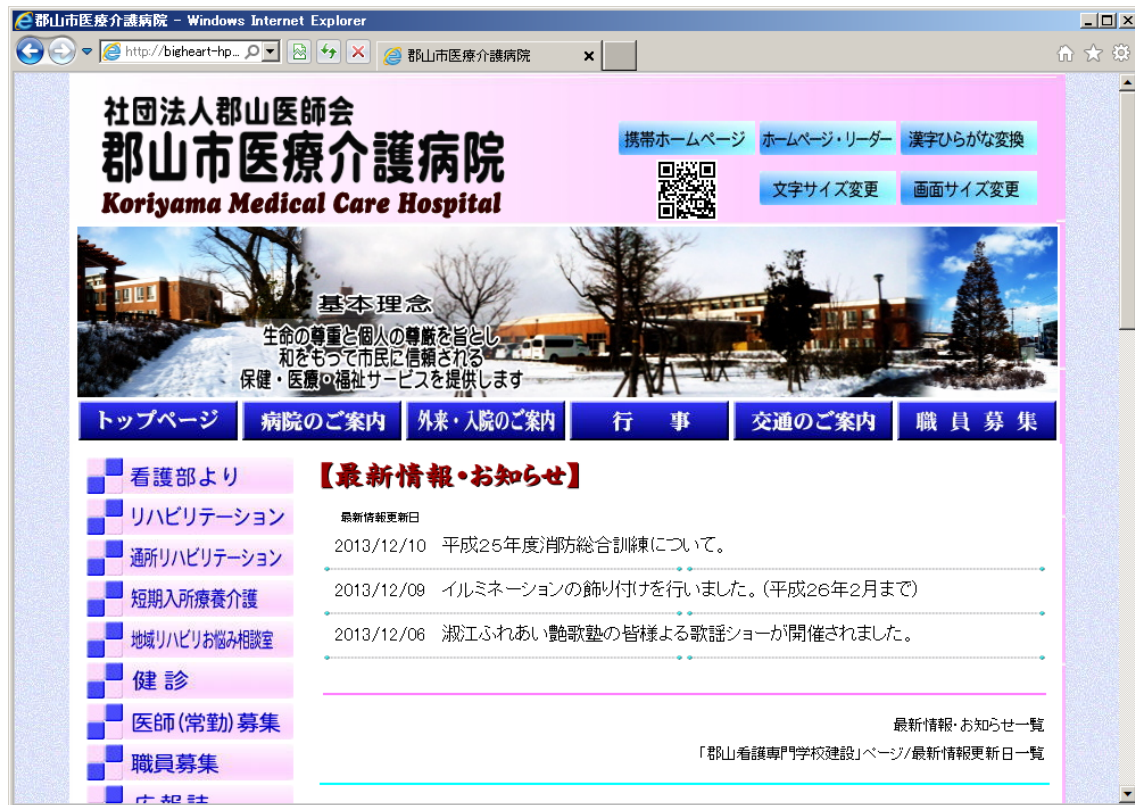 郡山市医療介護病院 - Windows Internet Explorer
http://bigheart-hp...
郡山市医療介護病院
社団法人郡山医師会
郡山市医療介護病院
Koriyama Medical Care Hospital
携帯ホームページ
ホームページ・リーダー
漢字ひらがな変換
文字サイズ変更
画面サイズ変更
基本理念
生命の尊重と個人の尊厳を旨とし
和をもつて市民に信頼される
保健・医療・福祉サービスを提供します
トップページ
病院のご案内
外来・入院のご案内
行 事
交通のご案内
職 員 募 集
看護部より
リハビリテーション
通所リハビリテーション
短期入所療養介護
地域リハビリお悩み相談室
健 診
医師(常勤)募集
職員募集
広報誌
【最新情報・お知らせ】
最新情報更新日
2013/12/10 平成25年度消防総合訓練について。
2013/12/09 イルミネーションの飾り付けを行いました。(平成26年2月まで)
2013/12/06 淑江ふれあい艶歌塾の皆様よる歌謡ショーが開催されました。
最新情報・お知らせ一覧
「郡山看護専門学校建設」ページ/最新情報更新日一覧